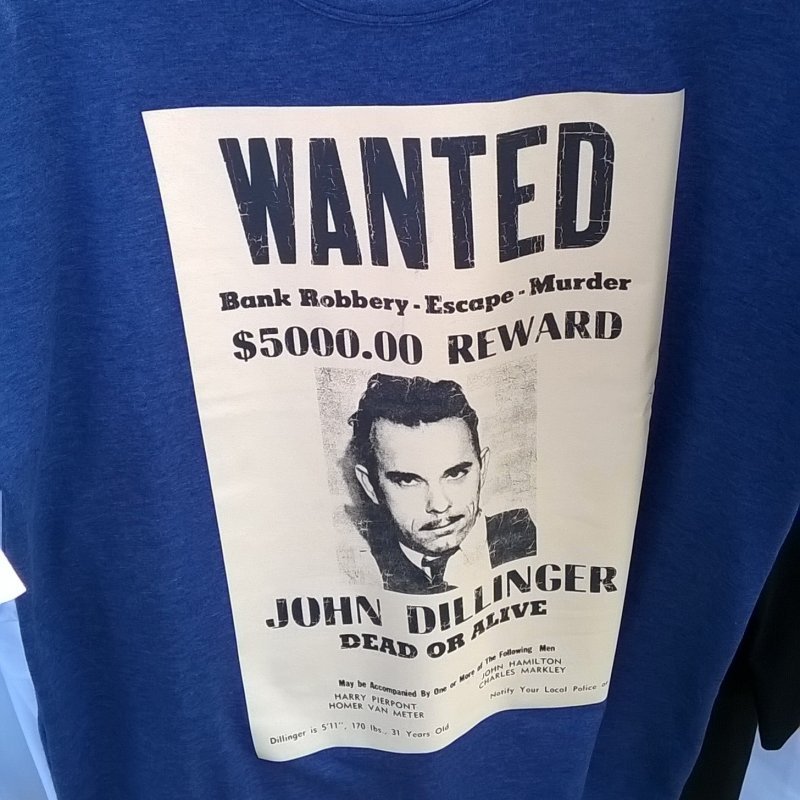 WANTED
Bank Robbery - Escape - Murder
$5000.00 REWARD
JOHN DILLINGER
DEAD OR ALIVE
May be Accompanied By One or More of The Following Men
HARRY PIERPONT JOHN HAMILTON
HOMER VAN METER CHARLES MARKLEY
Dillinger is 5'11", 170 lbs., 31 Years Old Notify Your Local Police or